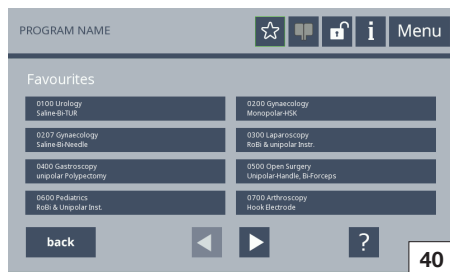 PROGRAM NAME
i
Menu
Favourites
0100 Urology
Saline-Bi-TUR
0200 Gynaecology
Monopolar-HSK
0207 Gynaecology
Saline-Bi-Needle
0300 Laparoscopy
RoBi & unipolar Instr.
0400 Gastroscopy
unipolar Polypectomy
0500 Open Surgery
Unipolar-Handle, Bi-Forceps
0600 Pediatrics
RoBi & Unipolar Inst.
0700 Arthroscopy
Hook Electrode
back
?
40